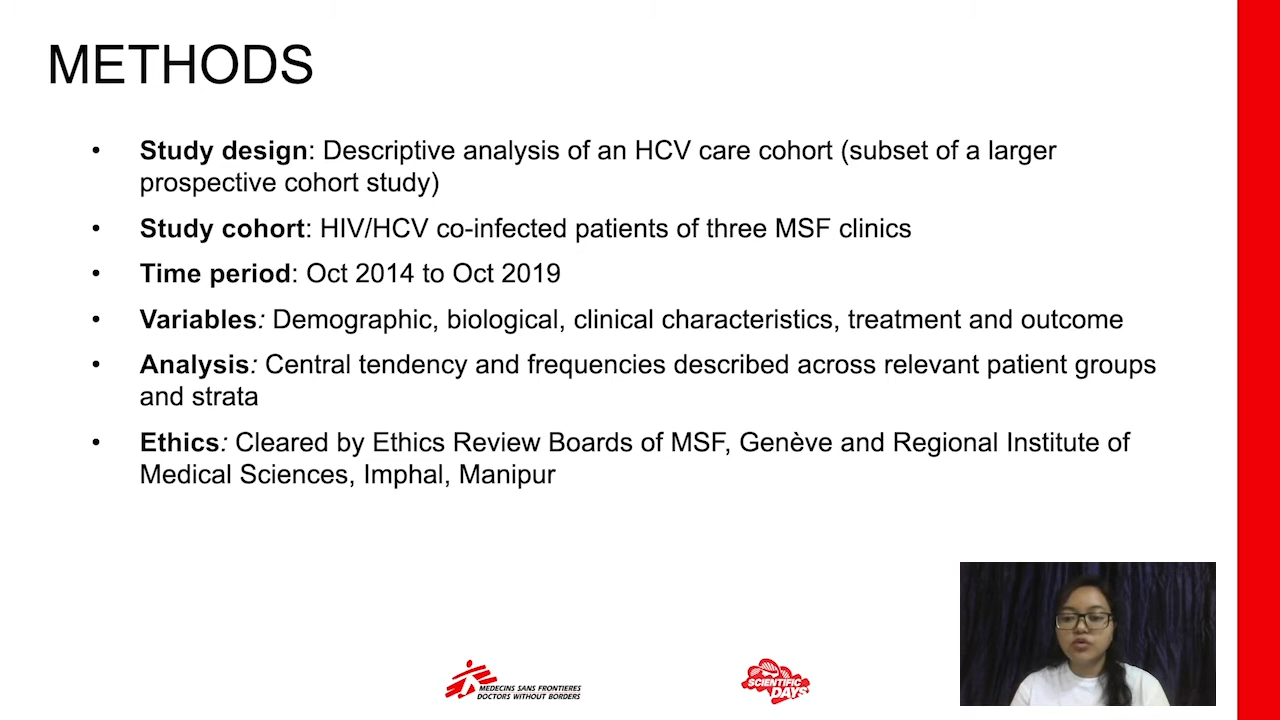 METHODS
• Study design: Descriptive analysis of an HCV care cohort (subset of a larger
prospective cohort study)
• Study cohort: HIV/HCV co-infected patients of three MSF clinics
• Time period: Oct 2014 to Oct 2019
• Variables: Demographic, biological, clinical characteristics, treatment and outcome
• Analysis: Central tendency and frequencies described across relevant patient groups
and strata
• Ethics: Cleared by Ethics Review Boards of MSF, Genève and Regional Institute of
Medical Sciences, Imphal, Manipur
MEDECINS SANS FRONTIERES
DOCTORS WITHOUT BORDERS
SCIENTIFIC
DAYS